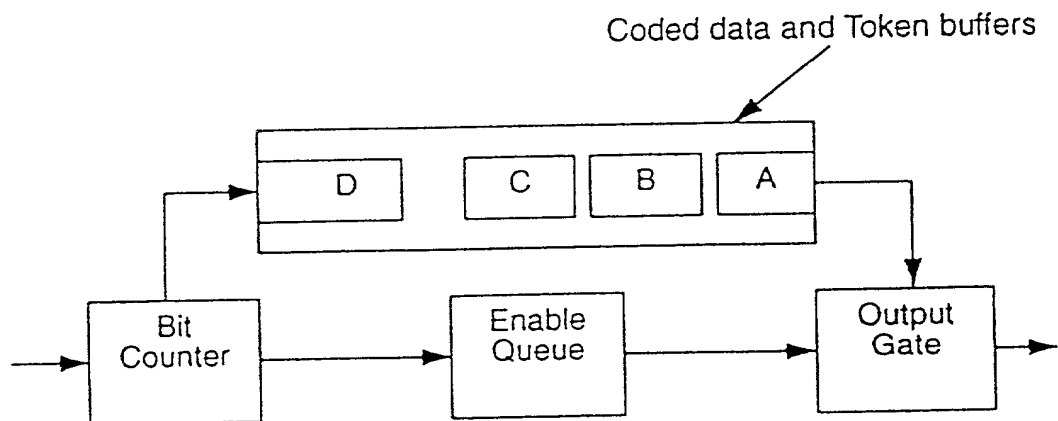 Coded data and Token buffers
D
C
B
A
Bit
Counter
Enable
Queue
Output
Gate